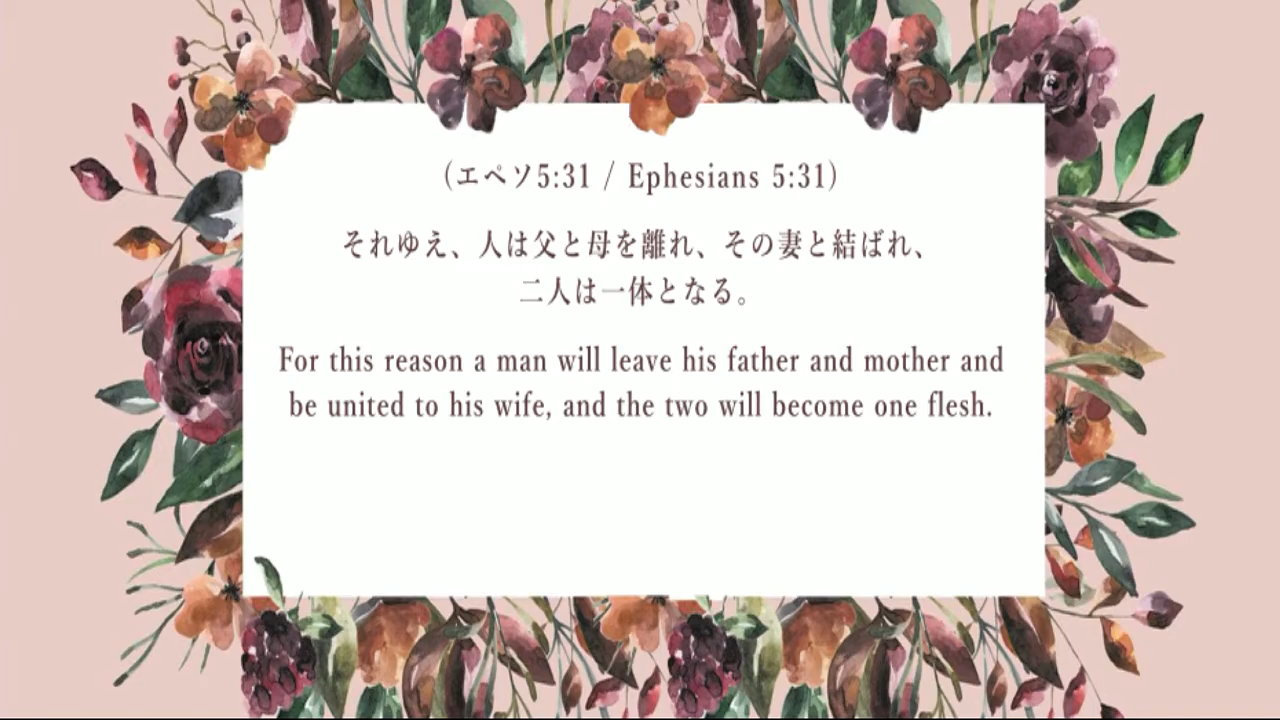 (エペソ5:31 / Ephesians 5:31)
それゆえ、人は父と母を離れ、その妻と結ばれ、
二人は一体となる。
For this reason a man will leave his father and mother and
be united to his wife, and the two will become one flesh.